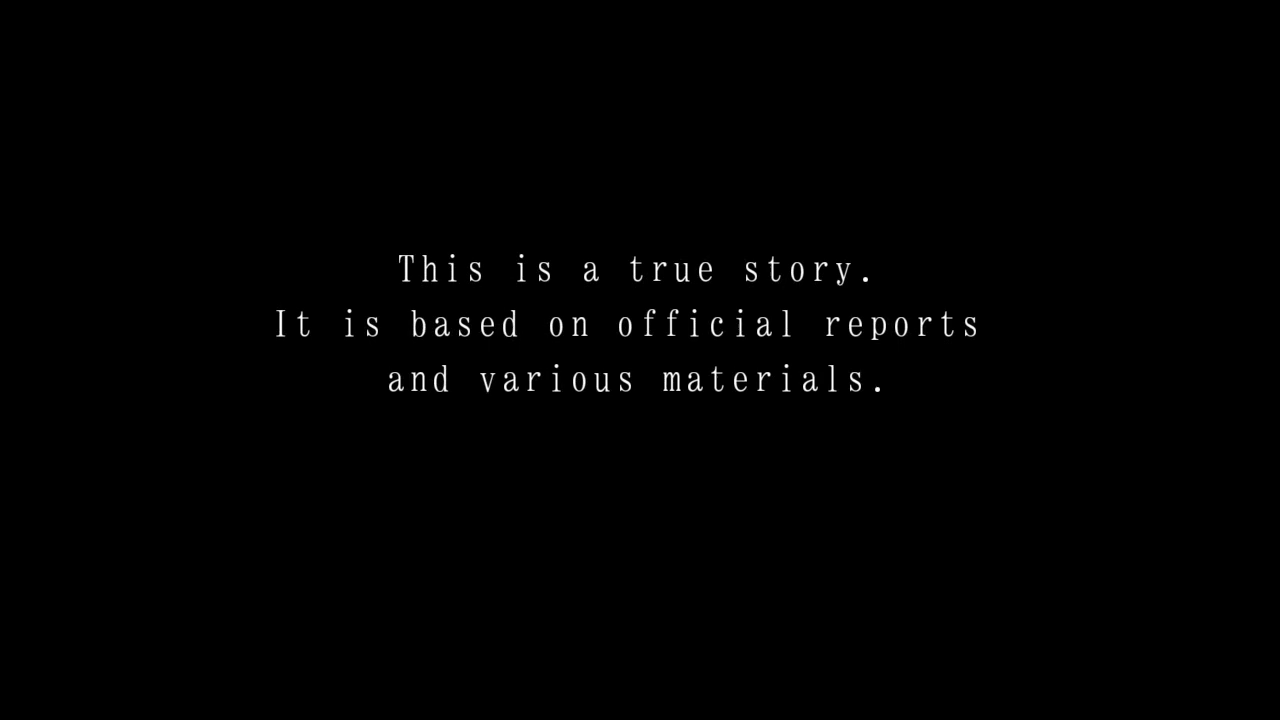 This is a true story.
It is based on official reports
and various materials.